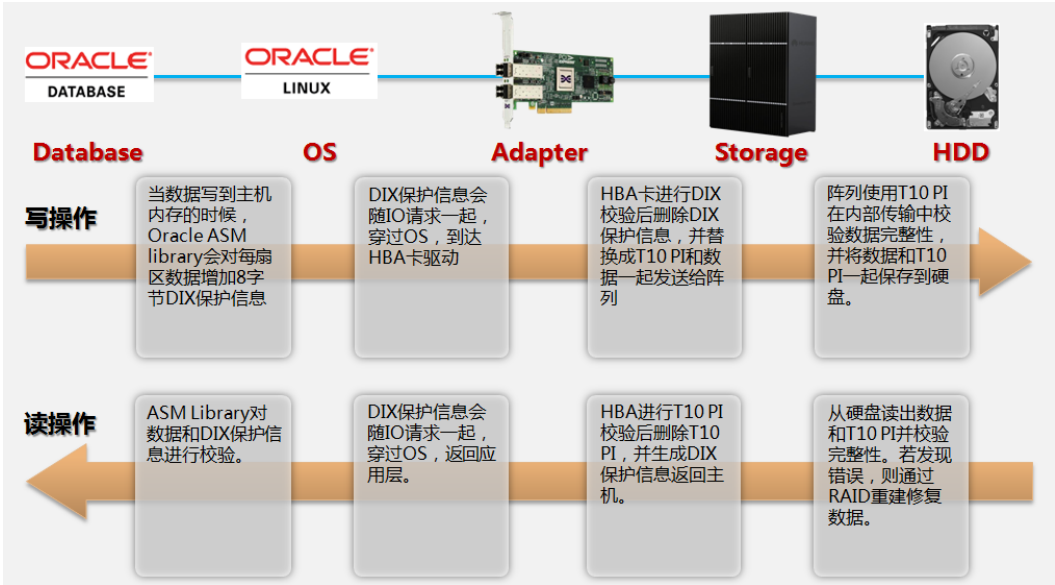 ORACLE
DATABASE
ORACLE
LINUX
Database
OS
Adapter
Storage
HDD
写操作
当数据写到主机
内存的时候，
Oracle ASM
library会对每扇
区数据增加8字
节DIX保护信息
DIX保护信息会
随IO请求一起，
穿过OS，到达
HBA卡驱动
HBA卡进行DIX
校验后删除DIX
保护信息，并替
换成T10 PI和数
据一起发送给阵
列
阵列使用T10 PI
在内部传输中校
验数据完整性，
并将数据和T10
PI一起保存到硬
盘。
读操作
ASM Library对
数据和DIX保护信
息进行校验。
DIX保护信息会
随IO请求一起，
穿过OS，返回应
用层。
HBA进行T10 PI
校验后删除T10
PI，并生成DIX
保护信息返回主
机。
从硬盘读出数据
和T10 PI并校验
完整性。若发现
错误，则通过
RAID重建修复
数据。